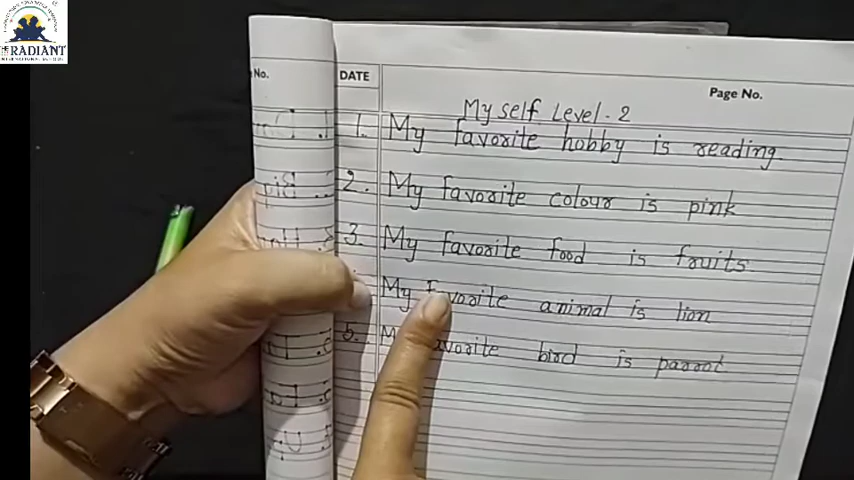 RADIANT
No.
DATE
Page No.
My self Level - 2
1. My favorite hobby is reading.
2. My favorite colour is pink
3. My favorite food is fruits
My favorite animal is lion
5. My favorite bird is parrot